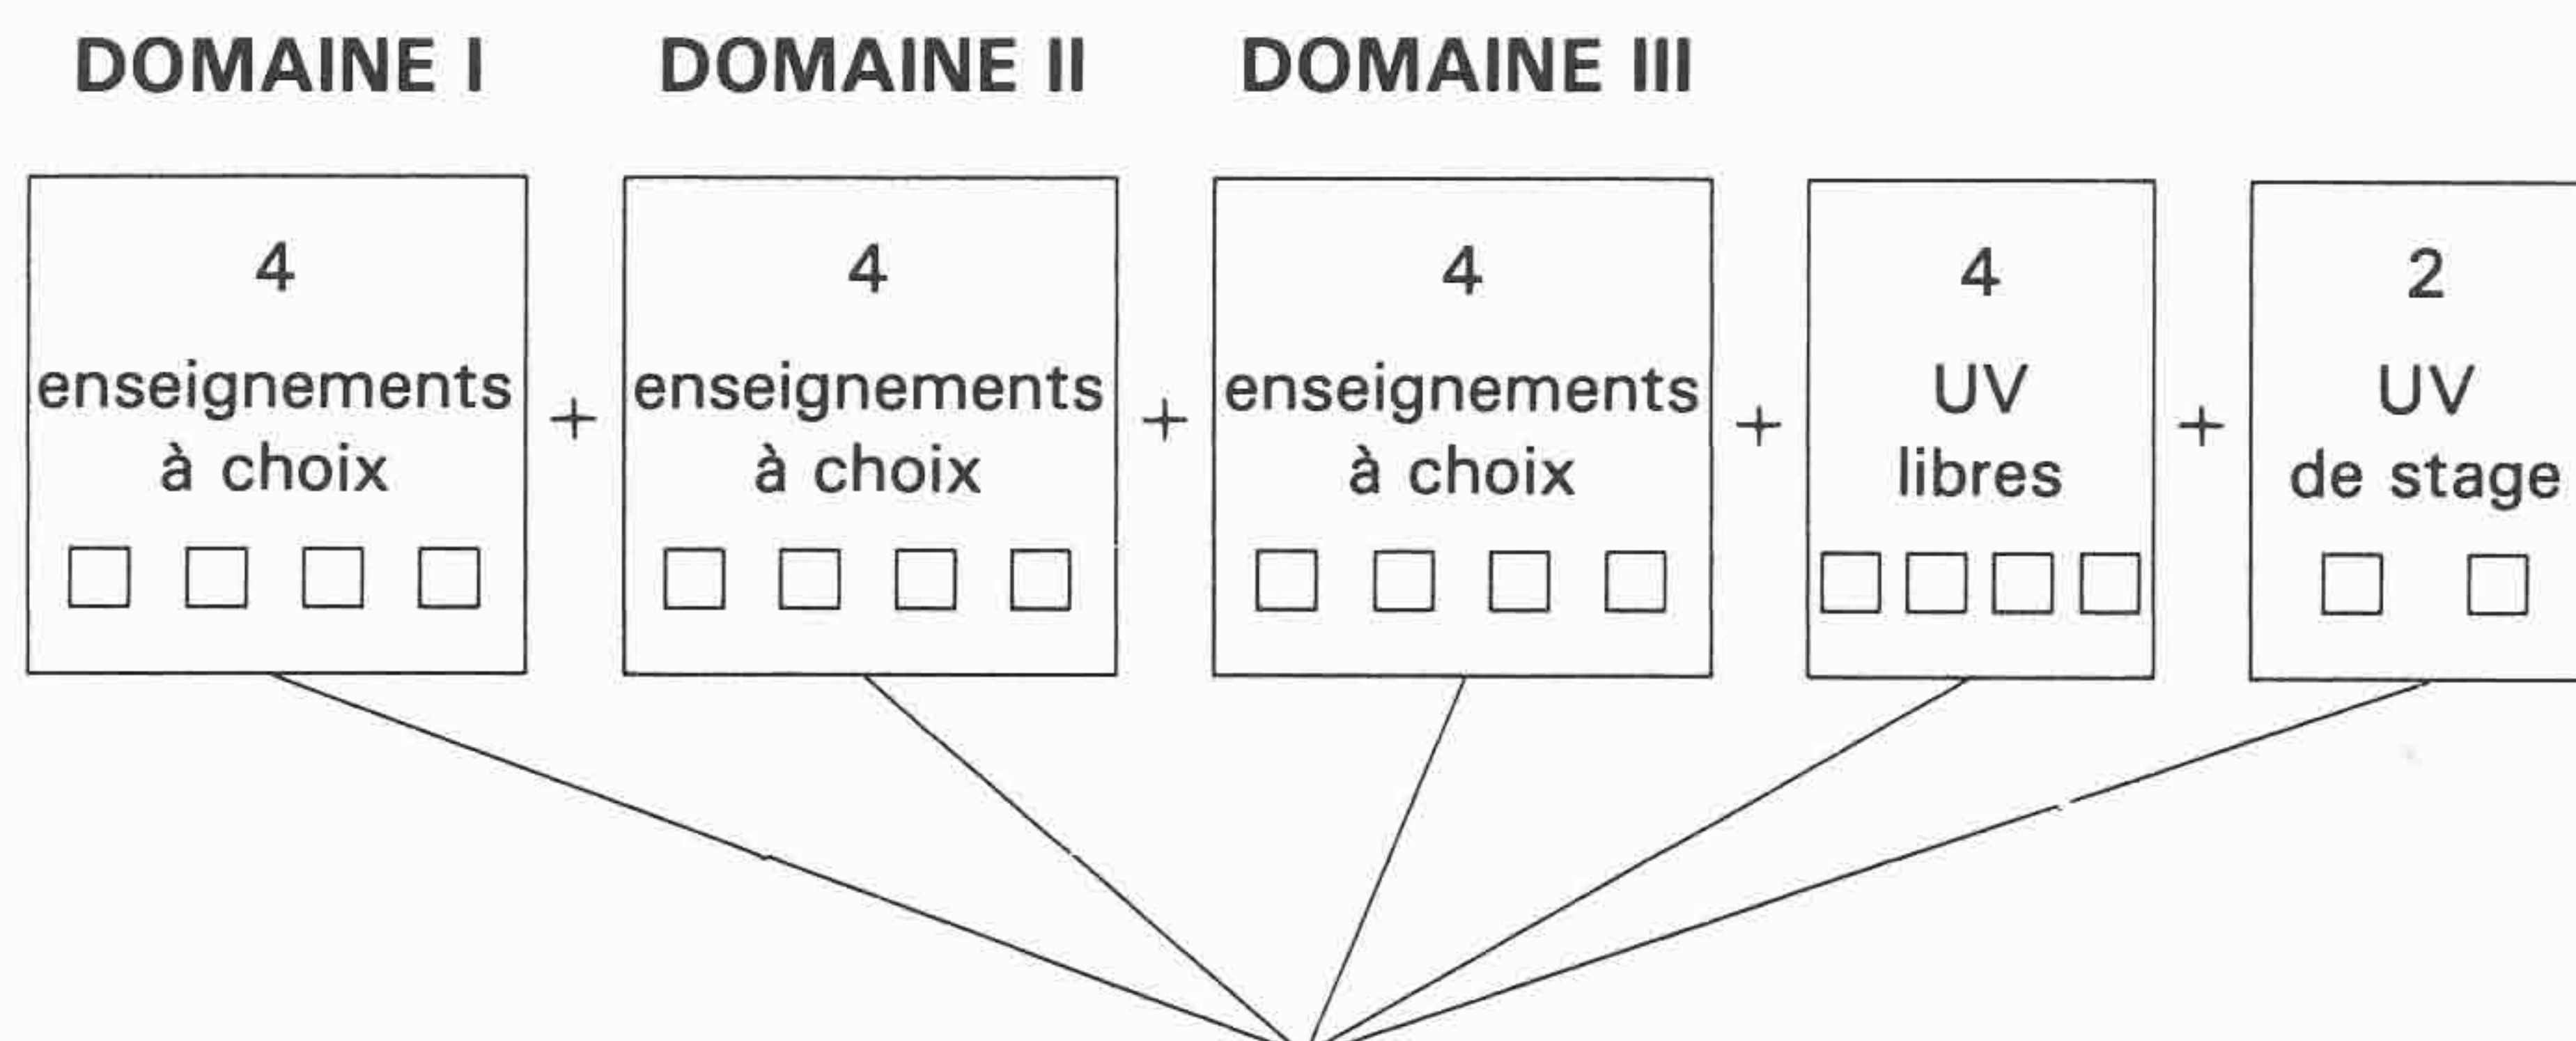 DOMAINE I
DOMAINE II
DOMAINE III
4
enseignements
à choix
+
4
enseignements
à choix
+
4
enseignements
à choix
+
4
UV
libres
+
2
UV
de stage